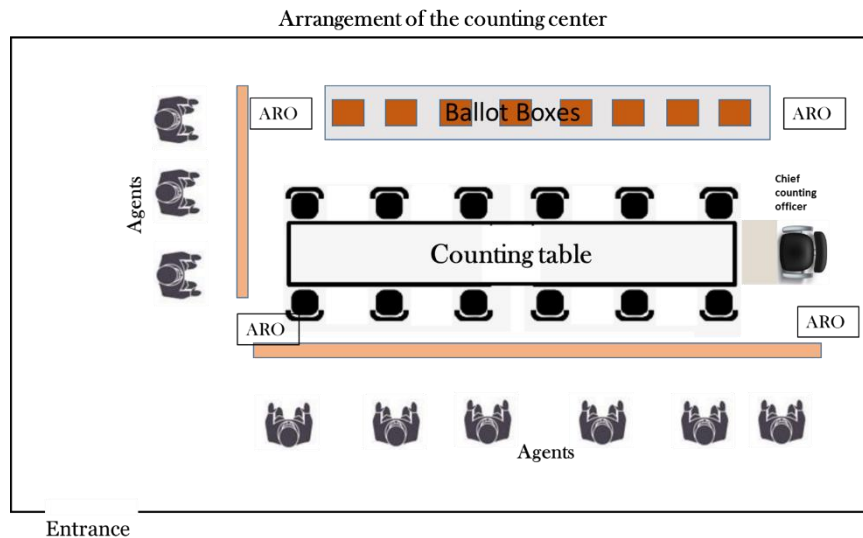 Arrangement of the counting center
ARO
Ballot Boxes
ARO
Agents
Chief
counting
officer
Counting table
ARO
ARO
Agents
Entrance